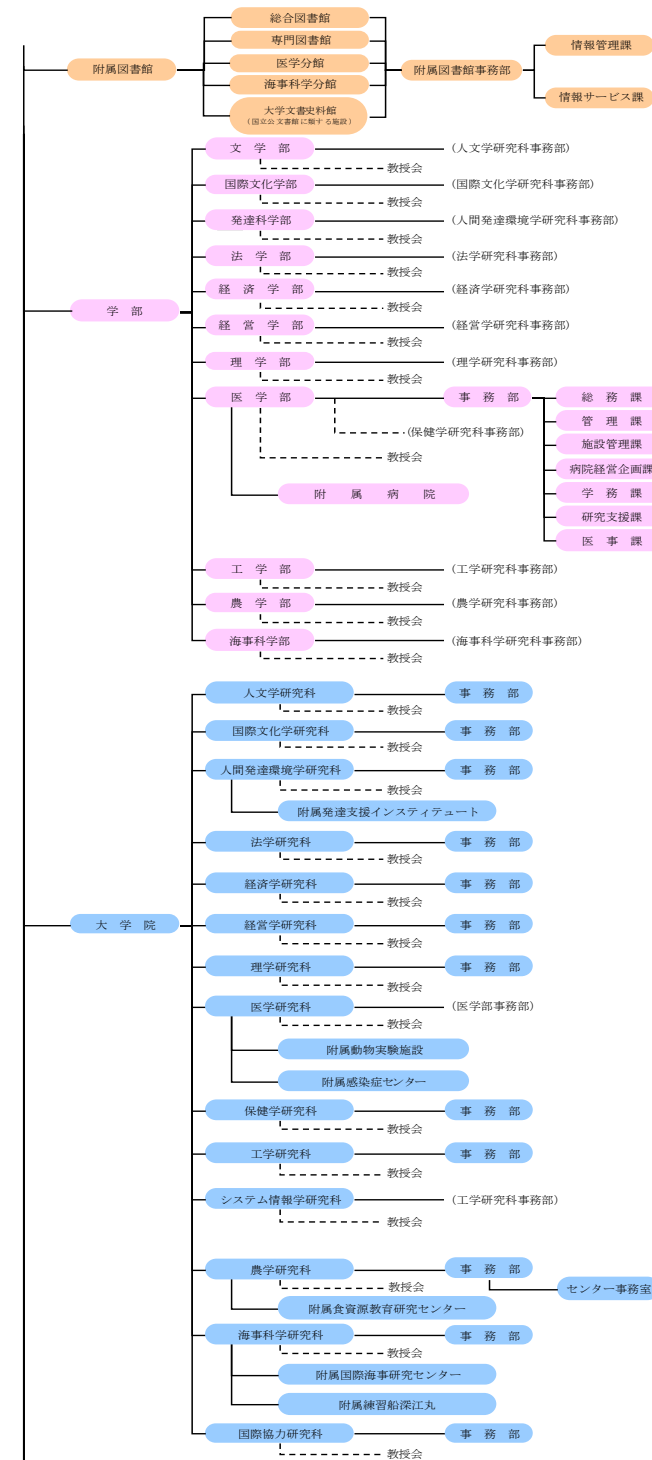 総合図書館
専門図書館
情報管理課
附属図書館
医学分館
附属図書館事務部
海事科学分館
情報サービス課
大学文書史料館
(国立公文書館に類する施設)
文 学 部
(人文学研究科事務部)
教授会
国際文化学部
(国際文化学研究科事務部)
教授会
発達科学部
(人間発達環境学研究科事務部)
教授会
法 学 部
(法学研究科事務部)
教授会
経 済 学 部
(経済学研究科事務部)
教授会
学 部
経 営 学 部
(経営学研究科事務部)
教授会
理 学 部
(理学研究科事務部)
教授会
医 学 部
事 務 部
総 務 課
管 理 課
(保健学研究科事務部)
施設管理課
教授会
病院経営企画課
附 属 病 院
学 務 課
研究支援課
医 事 課
工 学 部
(工学研究科事務部)
教授会
農 学 部
(農学研究科事務部)
教授会
海事科学部
(海事科学研究科事務部)
教授会
人文学研究科
事 務 部
教授会
国際文化学研究科
事 務 部
教授会
人間発達環境学研究科
事 務 部
教授会
附属発達支援インスティテュート
法学研究科
事 務 部
教授会
経済学研究科
事 務 部
教授会
大 学 院
経営学研究科
事 務 部
教授会
理学研究科
事 務 部
教授会
医学研究科
(医学部事務部)
教授会
附属動物実験施設
附属感染症センター
保健学研究科
事 務 部
教授会
工学研究科
事 務 部
教授会
システム情報学研究科
(工学研究科事務部)
教授会
農学研究科
事 務 部
教授会
センター事務室
附属食資源教育研究センター
海事科学研究科
事 務 部
教授会
附属国際海事研究センター
附属練習船深江丸
国際協力研究科
事 務 部
教授会